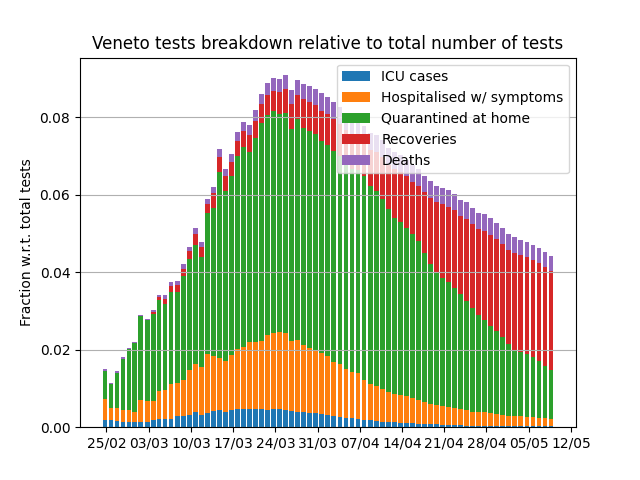 Veneto tests breakdown relative to total number of tests
ICU cases
Hospitalised w/ symptoms
Quarantined at home
Recoveries
Deaths
Fraction w.r.t. total tests
0.08
0.06
0.04
0.02
0.00
25/02 03/03 10/03 17/03 24/03 31/03 07/04 14/04 21/04 28/04 05/05 12/05